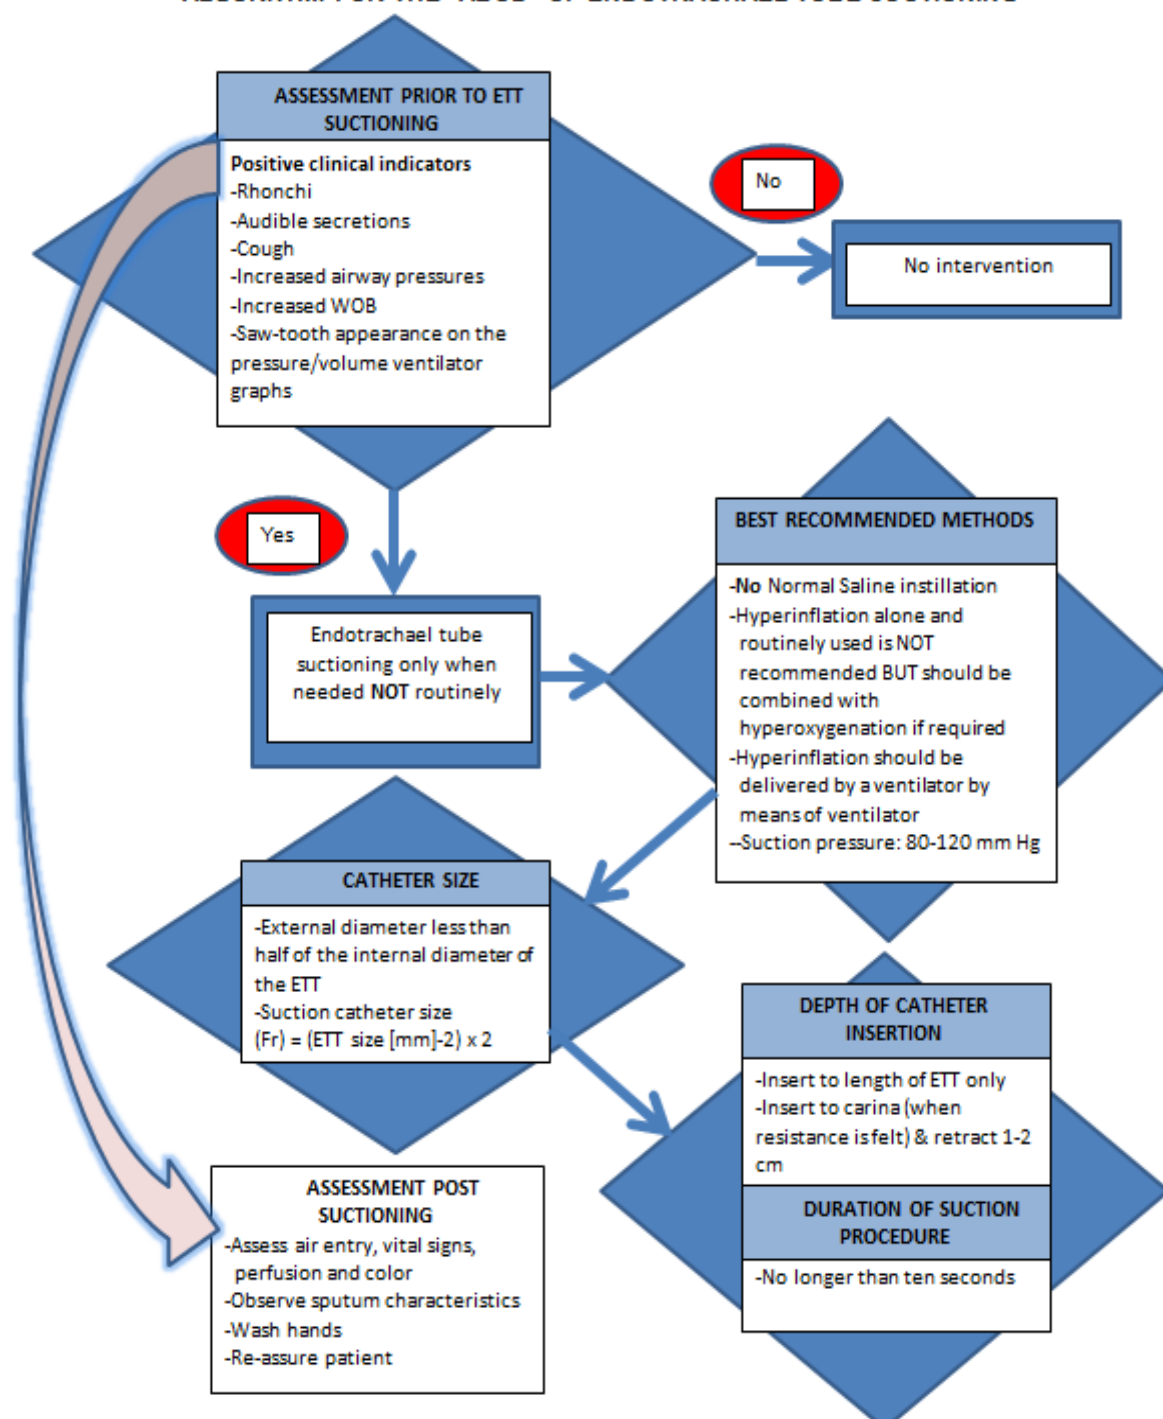 ASSESSMENT PRIOR TO ETT
SUCTIONING
Positive clinical indicators
-Rhonchi
-Audible secretions
-Cough
-Increased airway pressures
-Increased WOB
-Saw-tooth appearance on the
pressure/volume ventilator
graphs
No
No intervention
Yes
Endotrachael tube
suctioning only when
needed NOT routinely
BEST RECOMMENDED METHODS
-No Normal Saline instillation
-Hyperinflation alone and
routinely used is NOT
recommended BUT should be
combined with
hyperoxygenation if required
-Hyperinflation should be
delivered by a ventilator by
means of ventilator
--Suction pressure: 80-120 mm Hg
CATHETER SIZE
-External diameter less than
half of the internal diameter of
the ETT
-Suction catheter size
(Fr) = (ETT size [mm]-2) x 2
DEPTH OF CATHETER
INSERTION
-Insert to length of ETT only
-Insert to carina (when
resistance is felt) & retract 1-2
cm
DURATION OF SUCTION
PROCEDURE
-No longer than ten seconds
ASSESSMENT POST
SUCTIONING
-Assess air entry, vital signs,
perfusion and color
-Observe sputum characteristics
-Wash hands
-Re-assure patient